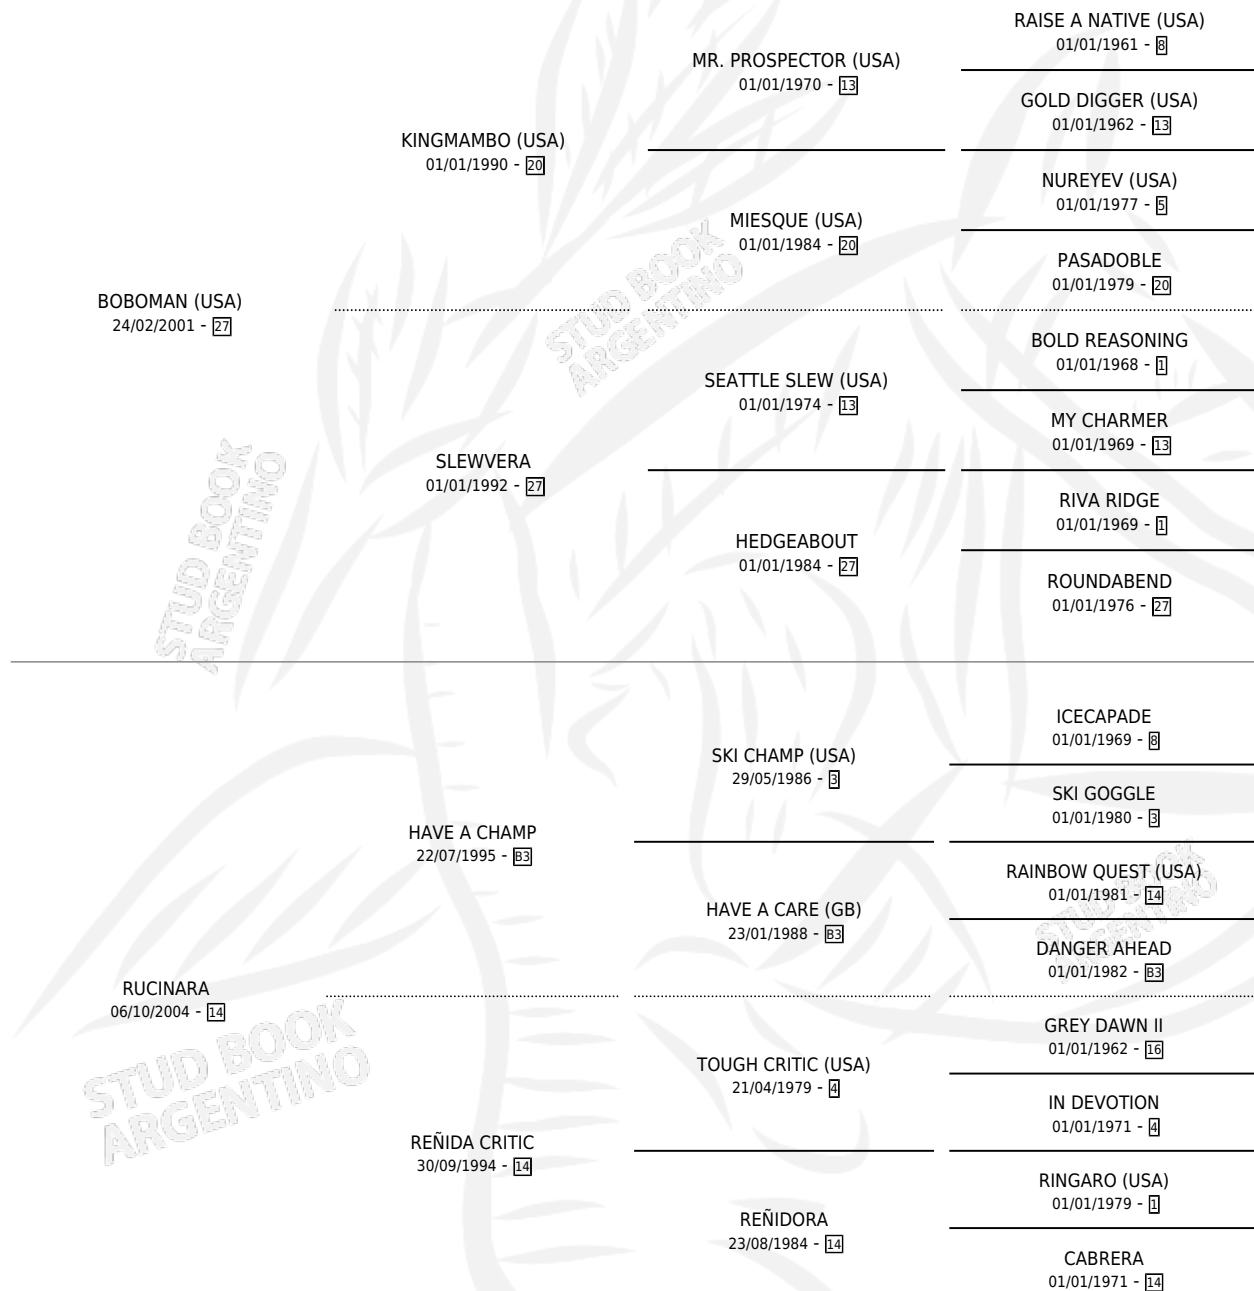 RAISE A NATIVE (USA)
01/01/1961 - 8
MR. PROSPECTOR (USA)
01/01/1970 - 13
GOLD DIGGER (USA)
01/01/1962 - 13
KINGMAMBO (USA)
01/01/1990 - 20
NUREYEV (USA)
01/01/1977 - 5
MIESQUE (USA)
01/01/1984 - 20
PASADOBLE
01/01/1979 - 20
BOBOMAN (USA)
24/02/2001 - 27
BOLD REASONING
01/01/1968 - 1
SEATTLE SLEW (USA)
01/01/1974 - 13
MY CHARMER
01/01/1969 - 13
SLEWVERA
01/01/1992 - 27
RIVA RIDGE
01/01/1969 - 1
HEDGEABOUT
01/01/1984 - 27
ROUNDABEND
01/01/1976 - 27
STUD BOOK
ARGENTINO
STUD BOOK
ARGENTINO
ICECAPADE
01/01/1969 - 8
SKI CHAMP (USA)
29/05/1986 - 3
SKI GOGGLE
01/01/1980 - 3
HAVE A CHAMP
22/07/1995 - B3
RAINBOW QUEST (USA)
01/01/1981 - 14
HAVE A CARE (GB)
23/01/1988 - B3
DANGER AHEAD
01/01/1982 - B3
STUD BOOK
ARGENTINO
RUCINARA
06/10/2004 - 14
GREY DAWN II
01/01/1962 - 16
TOUGH CRITIC (USA)
21/04/1979 - 4
IN DEVOTION
01/01/1971 - 4
STUD BOOK
ARGENTINO
REÑIDA CRITIC
30/09/1994 - 14
RINGARO (USA)
01/01/1979 - 1
REÑIDORA
23/08/1984 - 14
CABRERA
01/01/1971 - 14